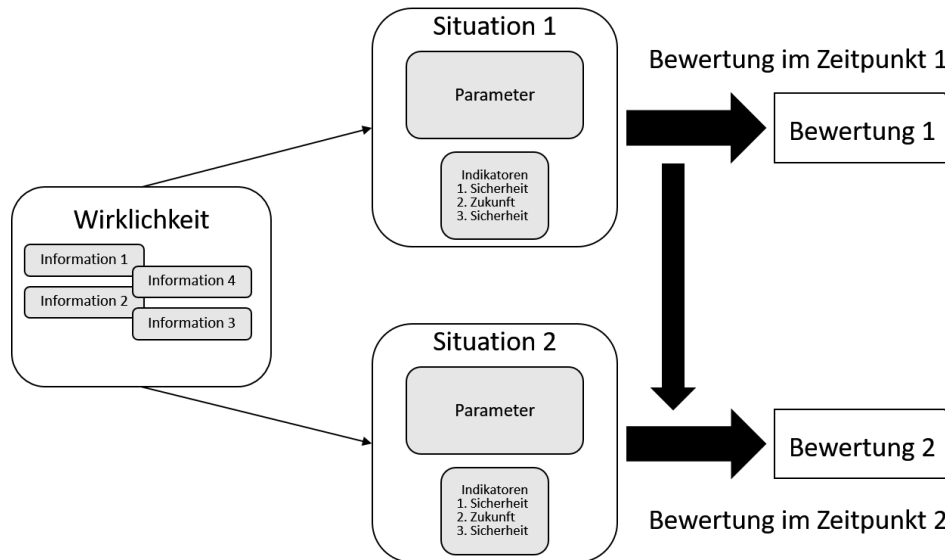 Situation 1
Parameter
Indikatoren
1. Sicherheit
2. Zukunft
3. Sicherheit
Bewertung im Zeitpunkt 1
Bewertung 1
Wirklichkeit
Information 1
Information 4
Information 2
Information 3
Situation 2
Parameter
Indikatoren
1. Sicherheit
2. Zukunft
3. Sicherheit
Bewertung 2
Bewertung im Zeitpunkt 2